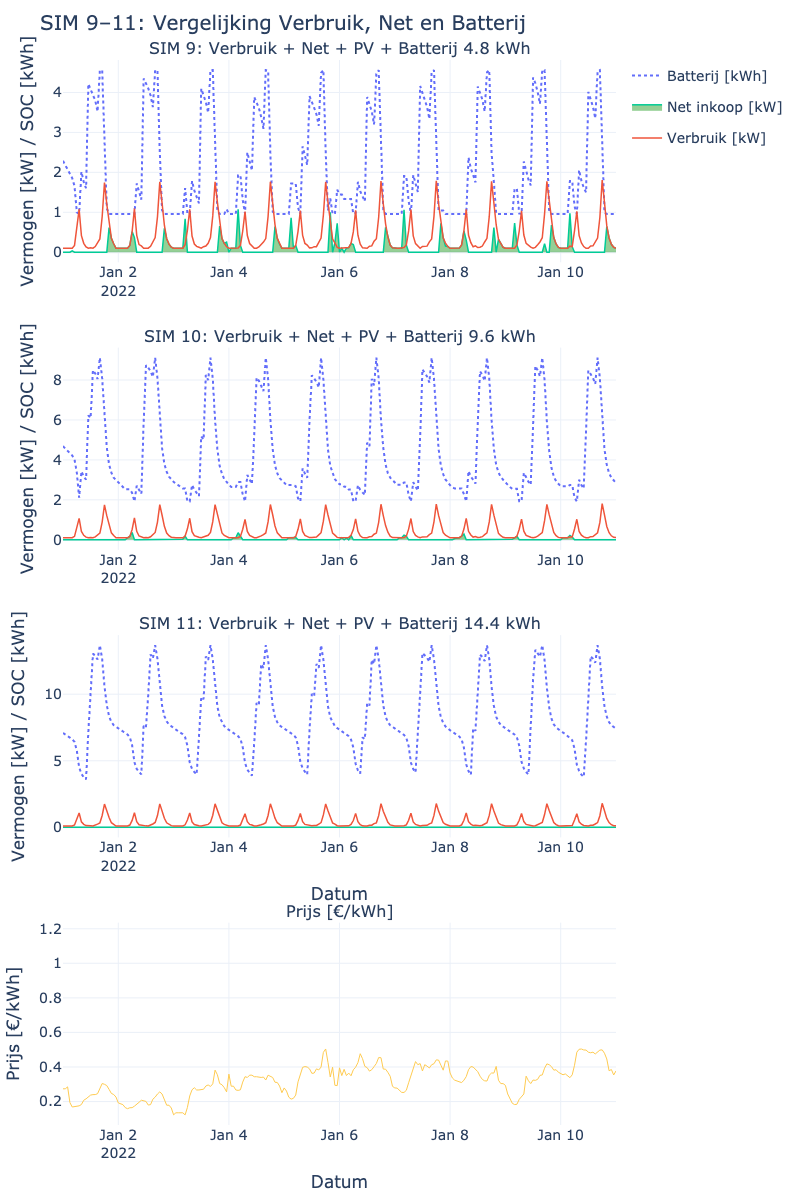 SIM 9–11: Vergelijking Verbruik, Net en Batterij
SIM 9: Verbruik + Net + PV + Batterij 4.8 kWh
Batterij [kWh]
Net inkoop [kW]
Verbruik [kW]
Vermogen [kW] / SOC [kWh]
4
3
2
1
0
Jan 2
2022
Jan 4
Jan 6
Jan 8
Jan 10
SIM 10: Verbruik + Net + PV + Batterij 9.6 kWh
Vermogen [kW] / SOC [kWh]
8
6
4
2
0
Jan 2
2022
Jan 4
Jan 6
Jan 8
Jan 10
SIM 11: Verbruik + Net + PV + Batterij 14.4 kWh
Vermogen [kW] / SOC [kWh]
10
5
0
Jan 2
2022
Jan 4
Jan 6
Jan 8
Jan 10
Datum
Prijs [€/kWh]
Prijs [€/kWh]
1.2
1
0.8
0.6
0.4
0.2
Jan 2
2022
Jan 4
Jan 6
Jan 8
Jan 10
Datum